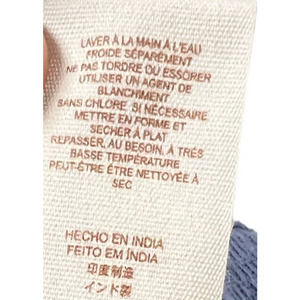 LAVER À LA MAIN À L'EAU
FROIDE SÉPARÉMENT
NE PAS TORDRE OU ESSORER
UTILISER UN AGENT DE
BLANCHIMENT
SANS CHLORE, SI NÉCESSAIRE
METTRE EN FORME ET
SECHER À PLAT
REPASSER, AU BESOIN, À TRÈS
BASSE TEMPÉRATURE
PEUT-ÊTRE ÊTRE NETTOYÉE À
SEC
HECHO EN INDIA
FEITO EM ÍNDIA
印度制造
インド製